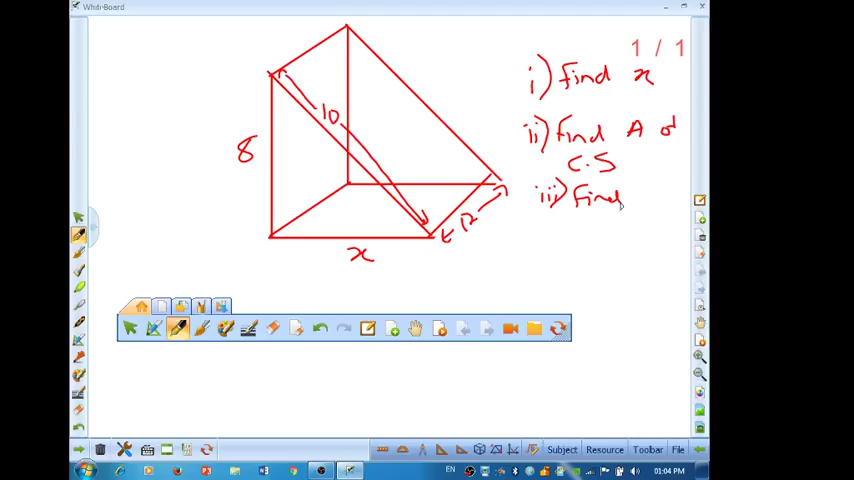 WhiteBoard
1 / 1
i) find x
10
ii) find A of
C.S
8
iii) Find
12
x
Subject
Resource
Toolbar
File
EN
01:04 PM